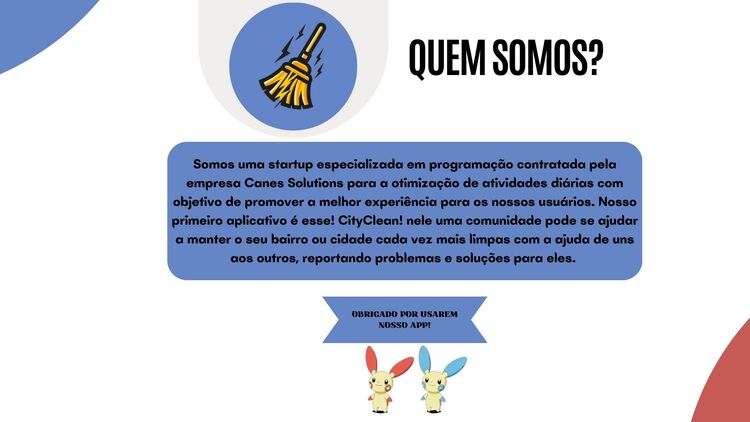 QUEM SOMOS?
Somos uma startup especializada em programação contratada pela
empresa Canes Solutions para a otimização de atividades diárias com
objetivo de promover a melhor experiência para os nossos usuários. Nosso
primeiro aplicativo é esse! CityClean! nele uma comunidade pode se ajudar
a manter o seu bairro ou cidade cada vez mais limpas com a ajuda de uns
aos outros, reportando problemas e soluções para eles.
OBRIGADO POR USAREM
NOSSO APP!